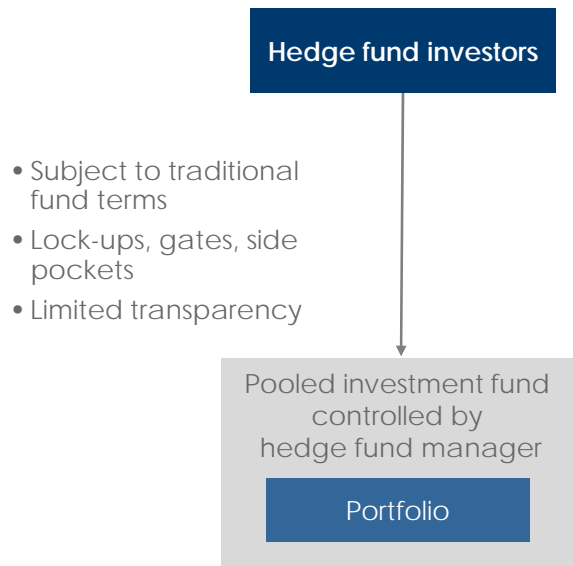 Hedge fund investors
• Subject to traditional
fund terms
• Lock-ups, gates, side
pockets
• Limited transparency
Pooled investment fund
controlled by
hedge fund manager
Portfolio